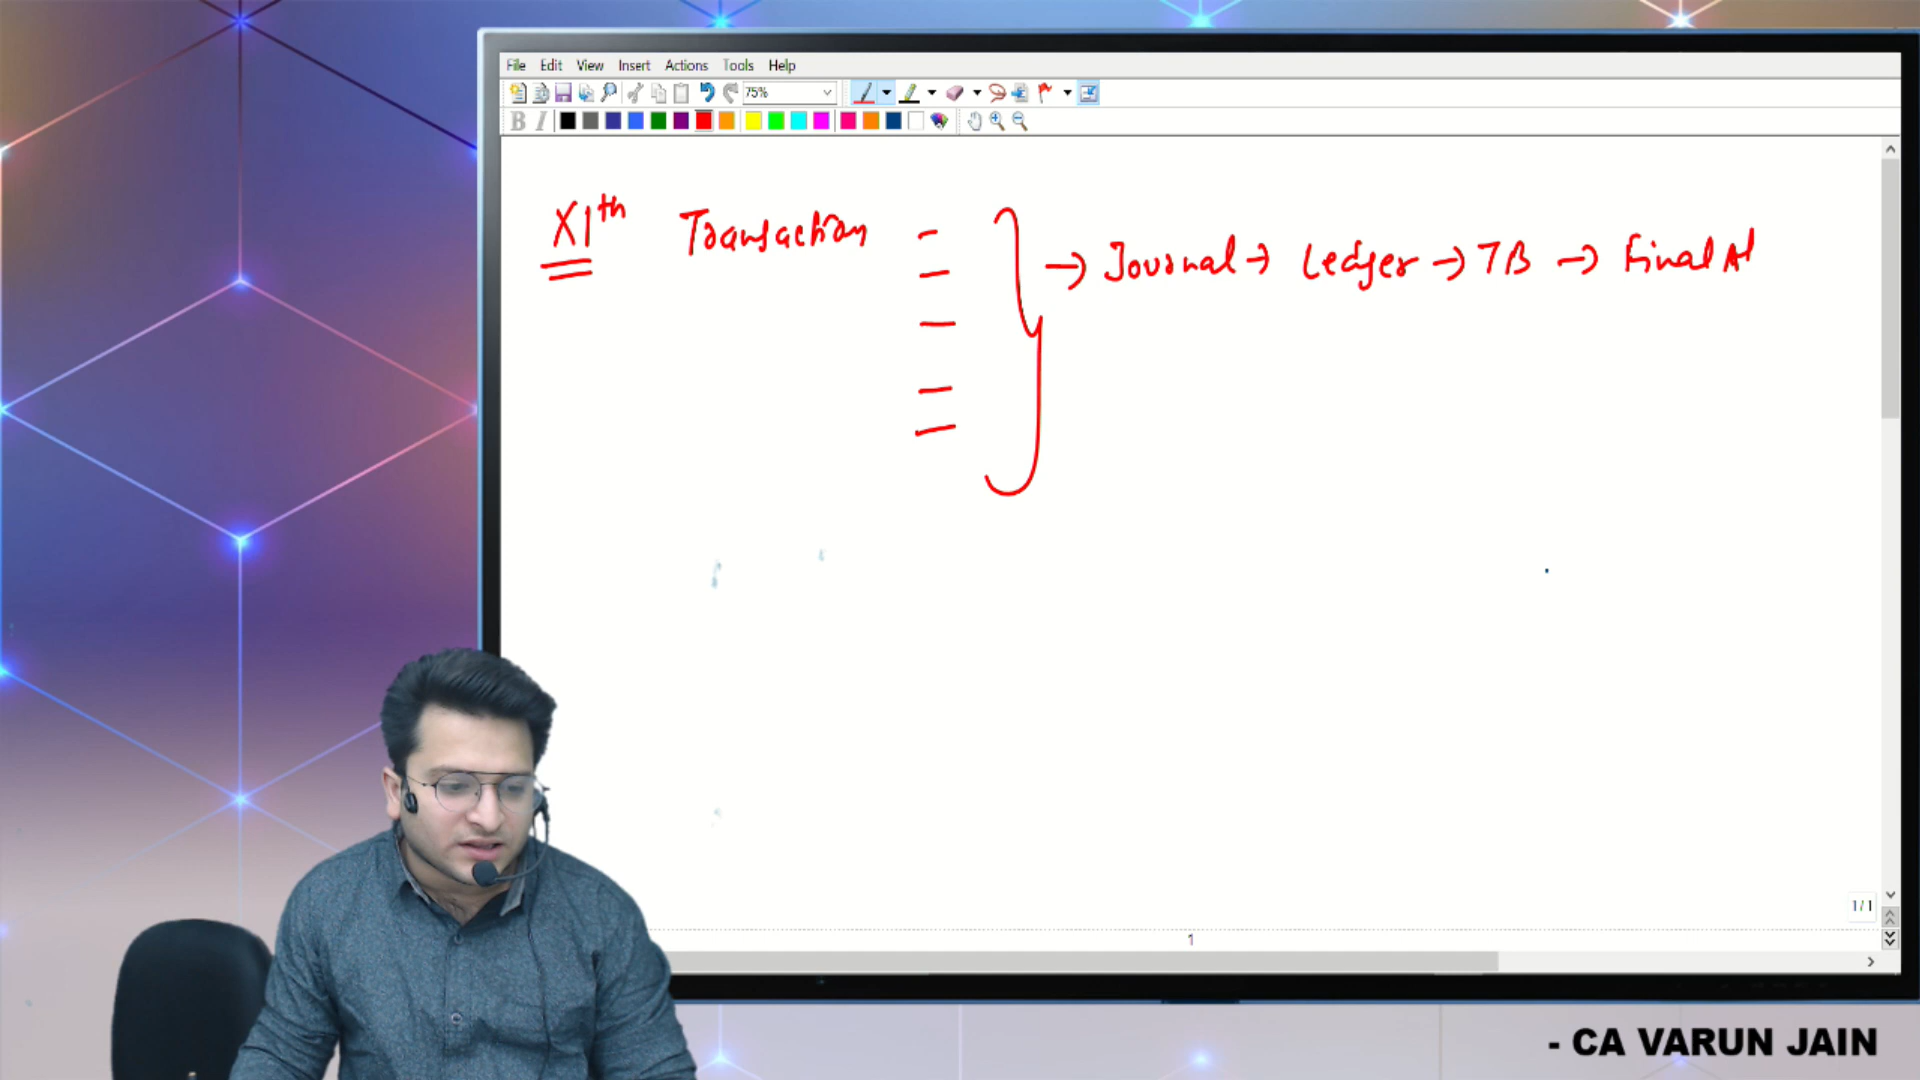 File Edit View Insert Actions Tools Help
75%
B I
XIth Transaction - → Journal → Ledger → TB → Final A/
1/1
1
- CA VARUN JAIN